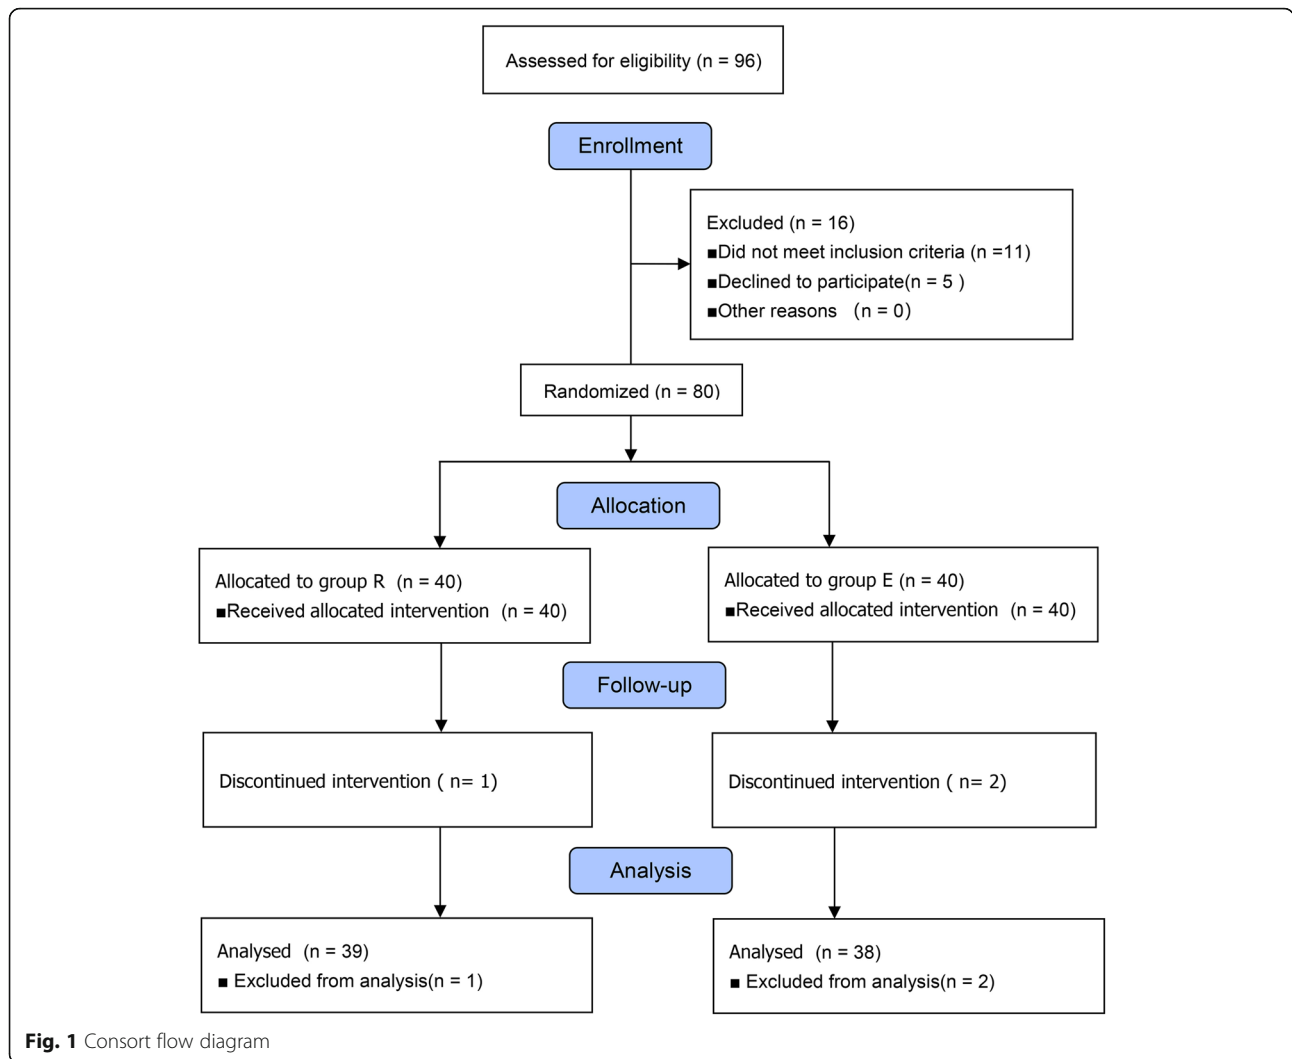 Assessed for eligibility (n = 96)
Enrollment
Excluded (n = 16)
■Did not meet inclusion criteria (n =11)
■Declined to participate(n = 5 )
■Other reasons (n = 0)
Randomized (n = 80)
Allocation
Allocated to group R (n = 40)
■Received allocated intervention (n = 40)
Allocated to group E (n = 40)
■Received allocated intervention (n = 40)
Follow-up
Discontinued intervention ( n= 1)
Discontinued intervention ( n= 2)
Analysis
Analysed (n = 39)
■ Excluded from analysis(n = 1)
Analysed (n = 38)
■ Excluded from analysis(n = 2)
Fig. 1 Consort flow diagram